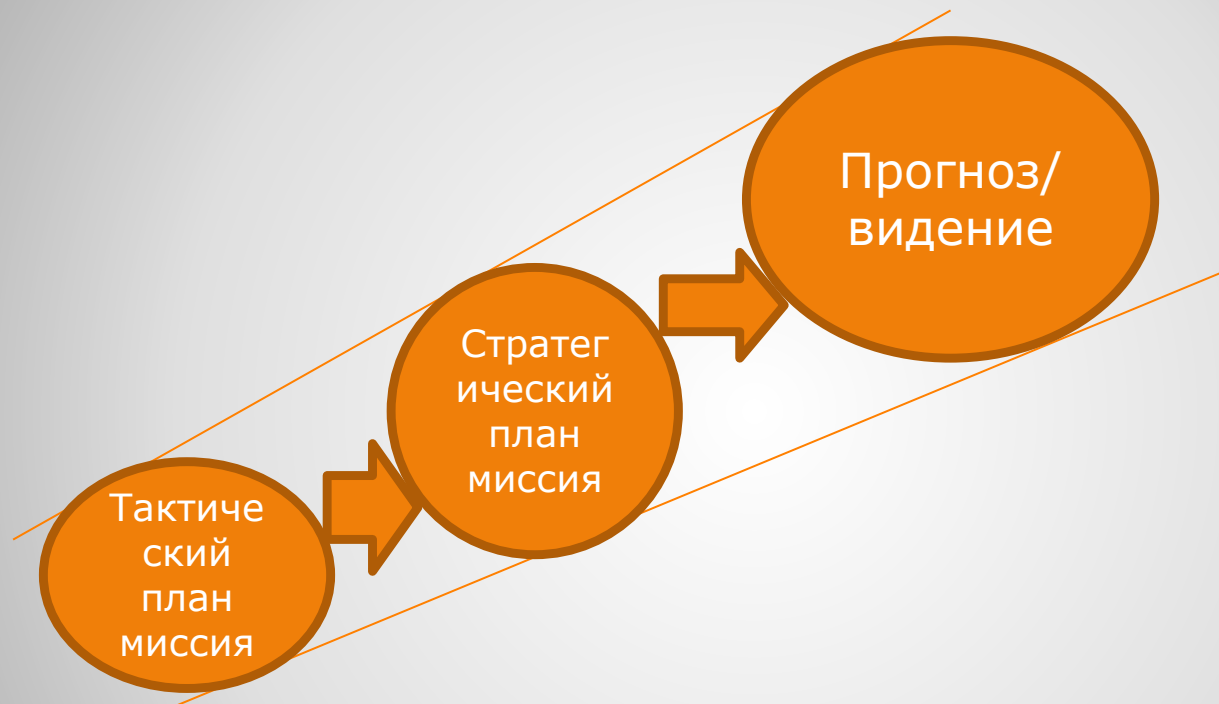 Прогноз/
видение
Стратег
ический
план
миссия
Тактиче
ский
план
миссия